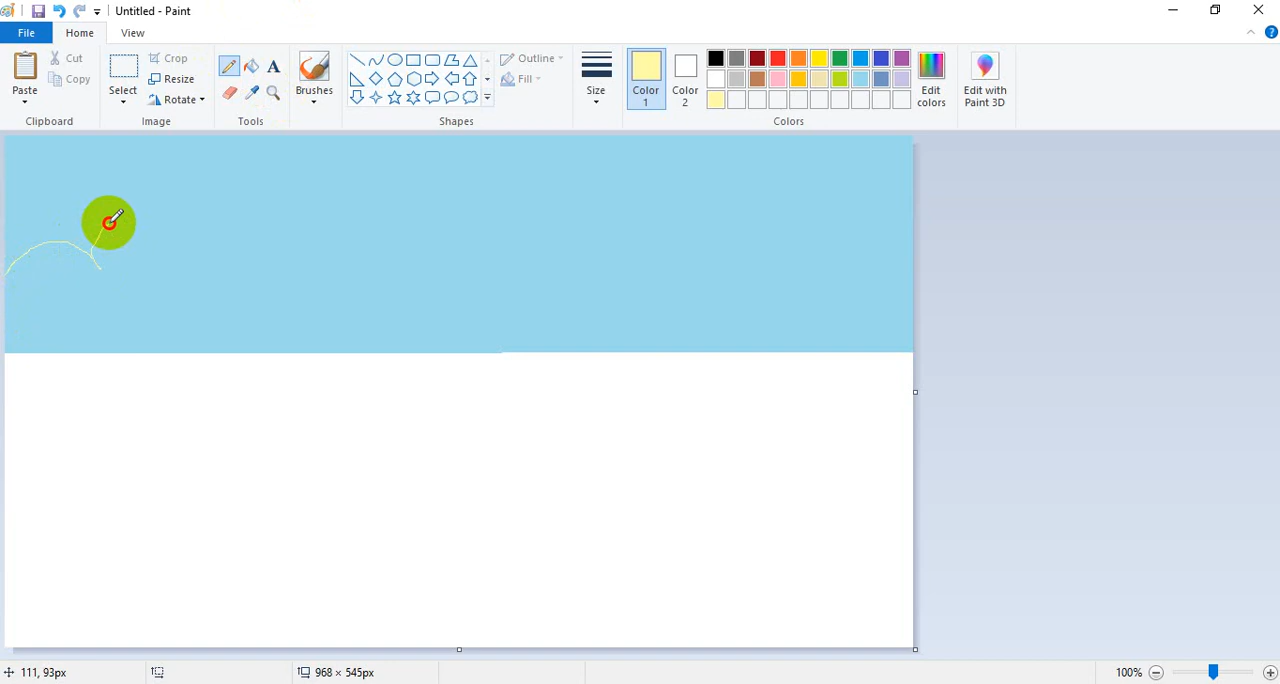 Untitled - Paint
File Home View
Paste
Cut
Copy
Clipboard
Select
Crop
Resize
Rotate
Image
A
Tools
Brushes
Outline
Fill
Shapes
Size
Color 1
Color 2
Edit colors
Colors
Edit with Paint 3D
111, 93px
968 × 545px
100%